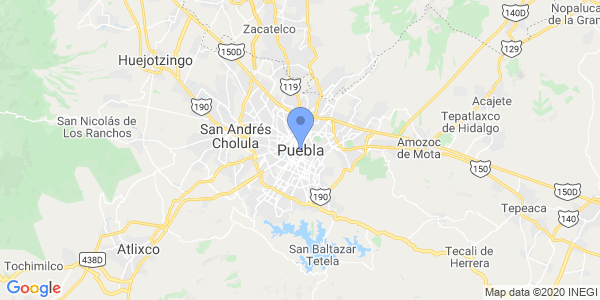 Nopaluca
de la Gran
140D
Zacatelco
150D
129
Huejotzingo
119
190
Acajete
Tepatlaxco
de Hidalgo
San Nicolás de
Los Ranchos
San Andrés
Cholula
Puebla
Amozoc
de Mota
150
150D
190
Tepeaca
140
Atlixco
San Baltazar
Tetela
Tecali de
Herrera
438D
Tochimilco
Google
Map data ©2020 INEGI